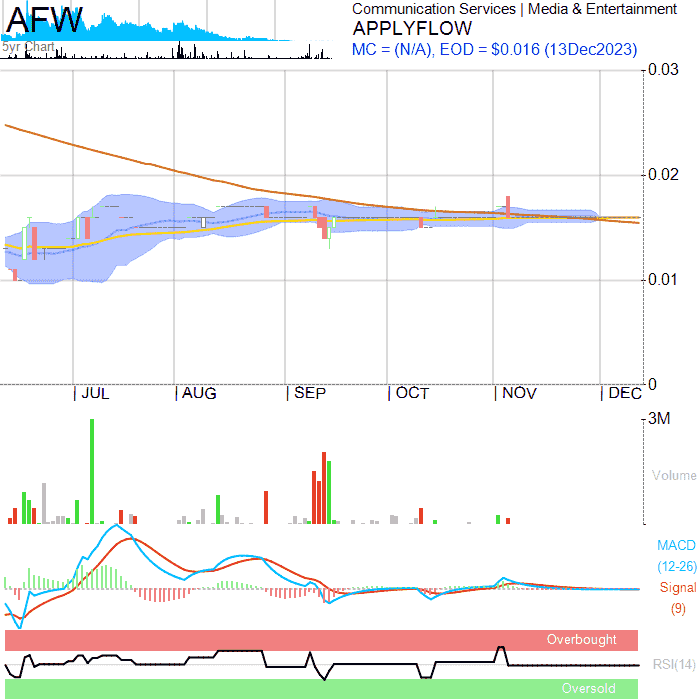 AFW
5yr Chart
Communication Services | Media & Entertainment
APPLYFLOW
MC = (N/A), EOD = $0.016 (13Dec2023)
0.03
0.02
0.01
0
| JUL | AUG | SEP | OCT | NOV | DEC
3M
Volume
MACD
(12-26)
Signal
(9)
Overbought
RSI(14)
Oversold